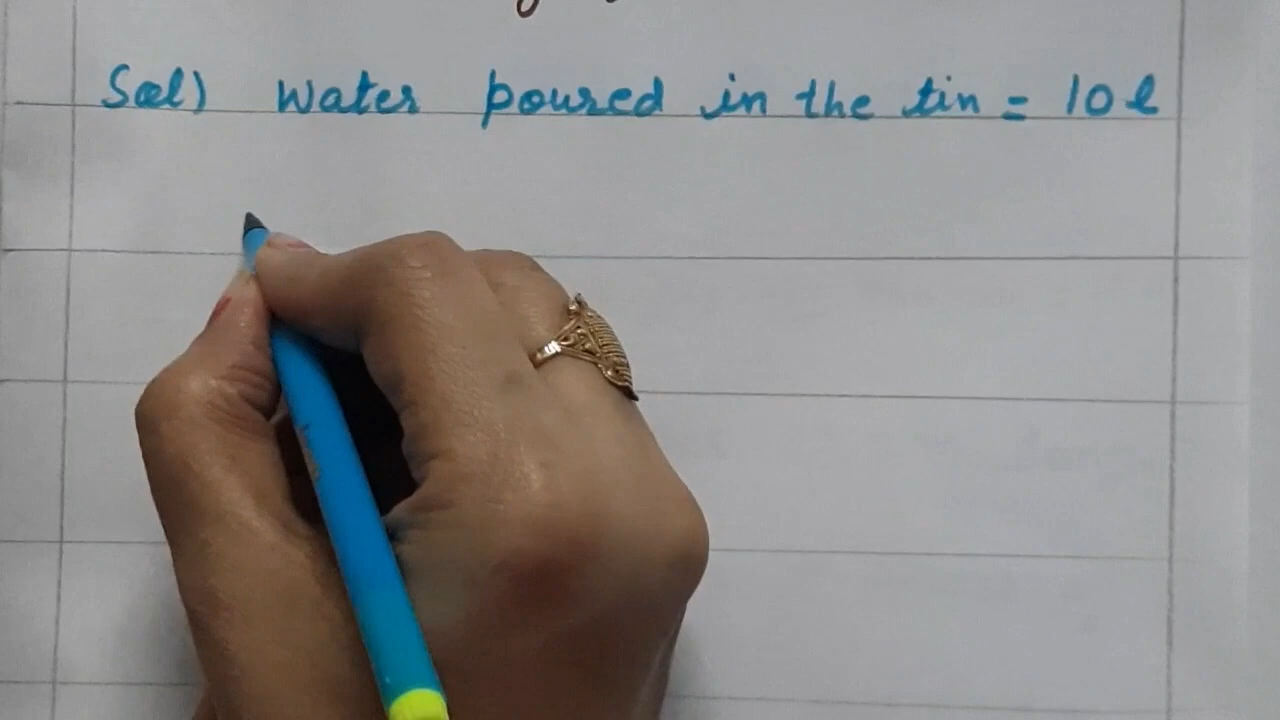 Sol) Water poured in the tin = 10 l